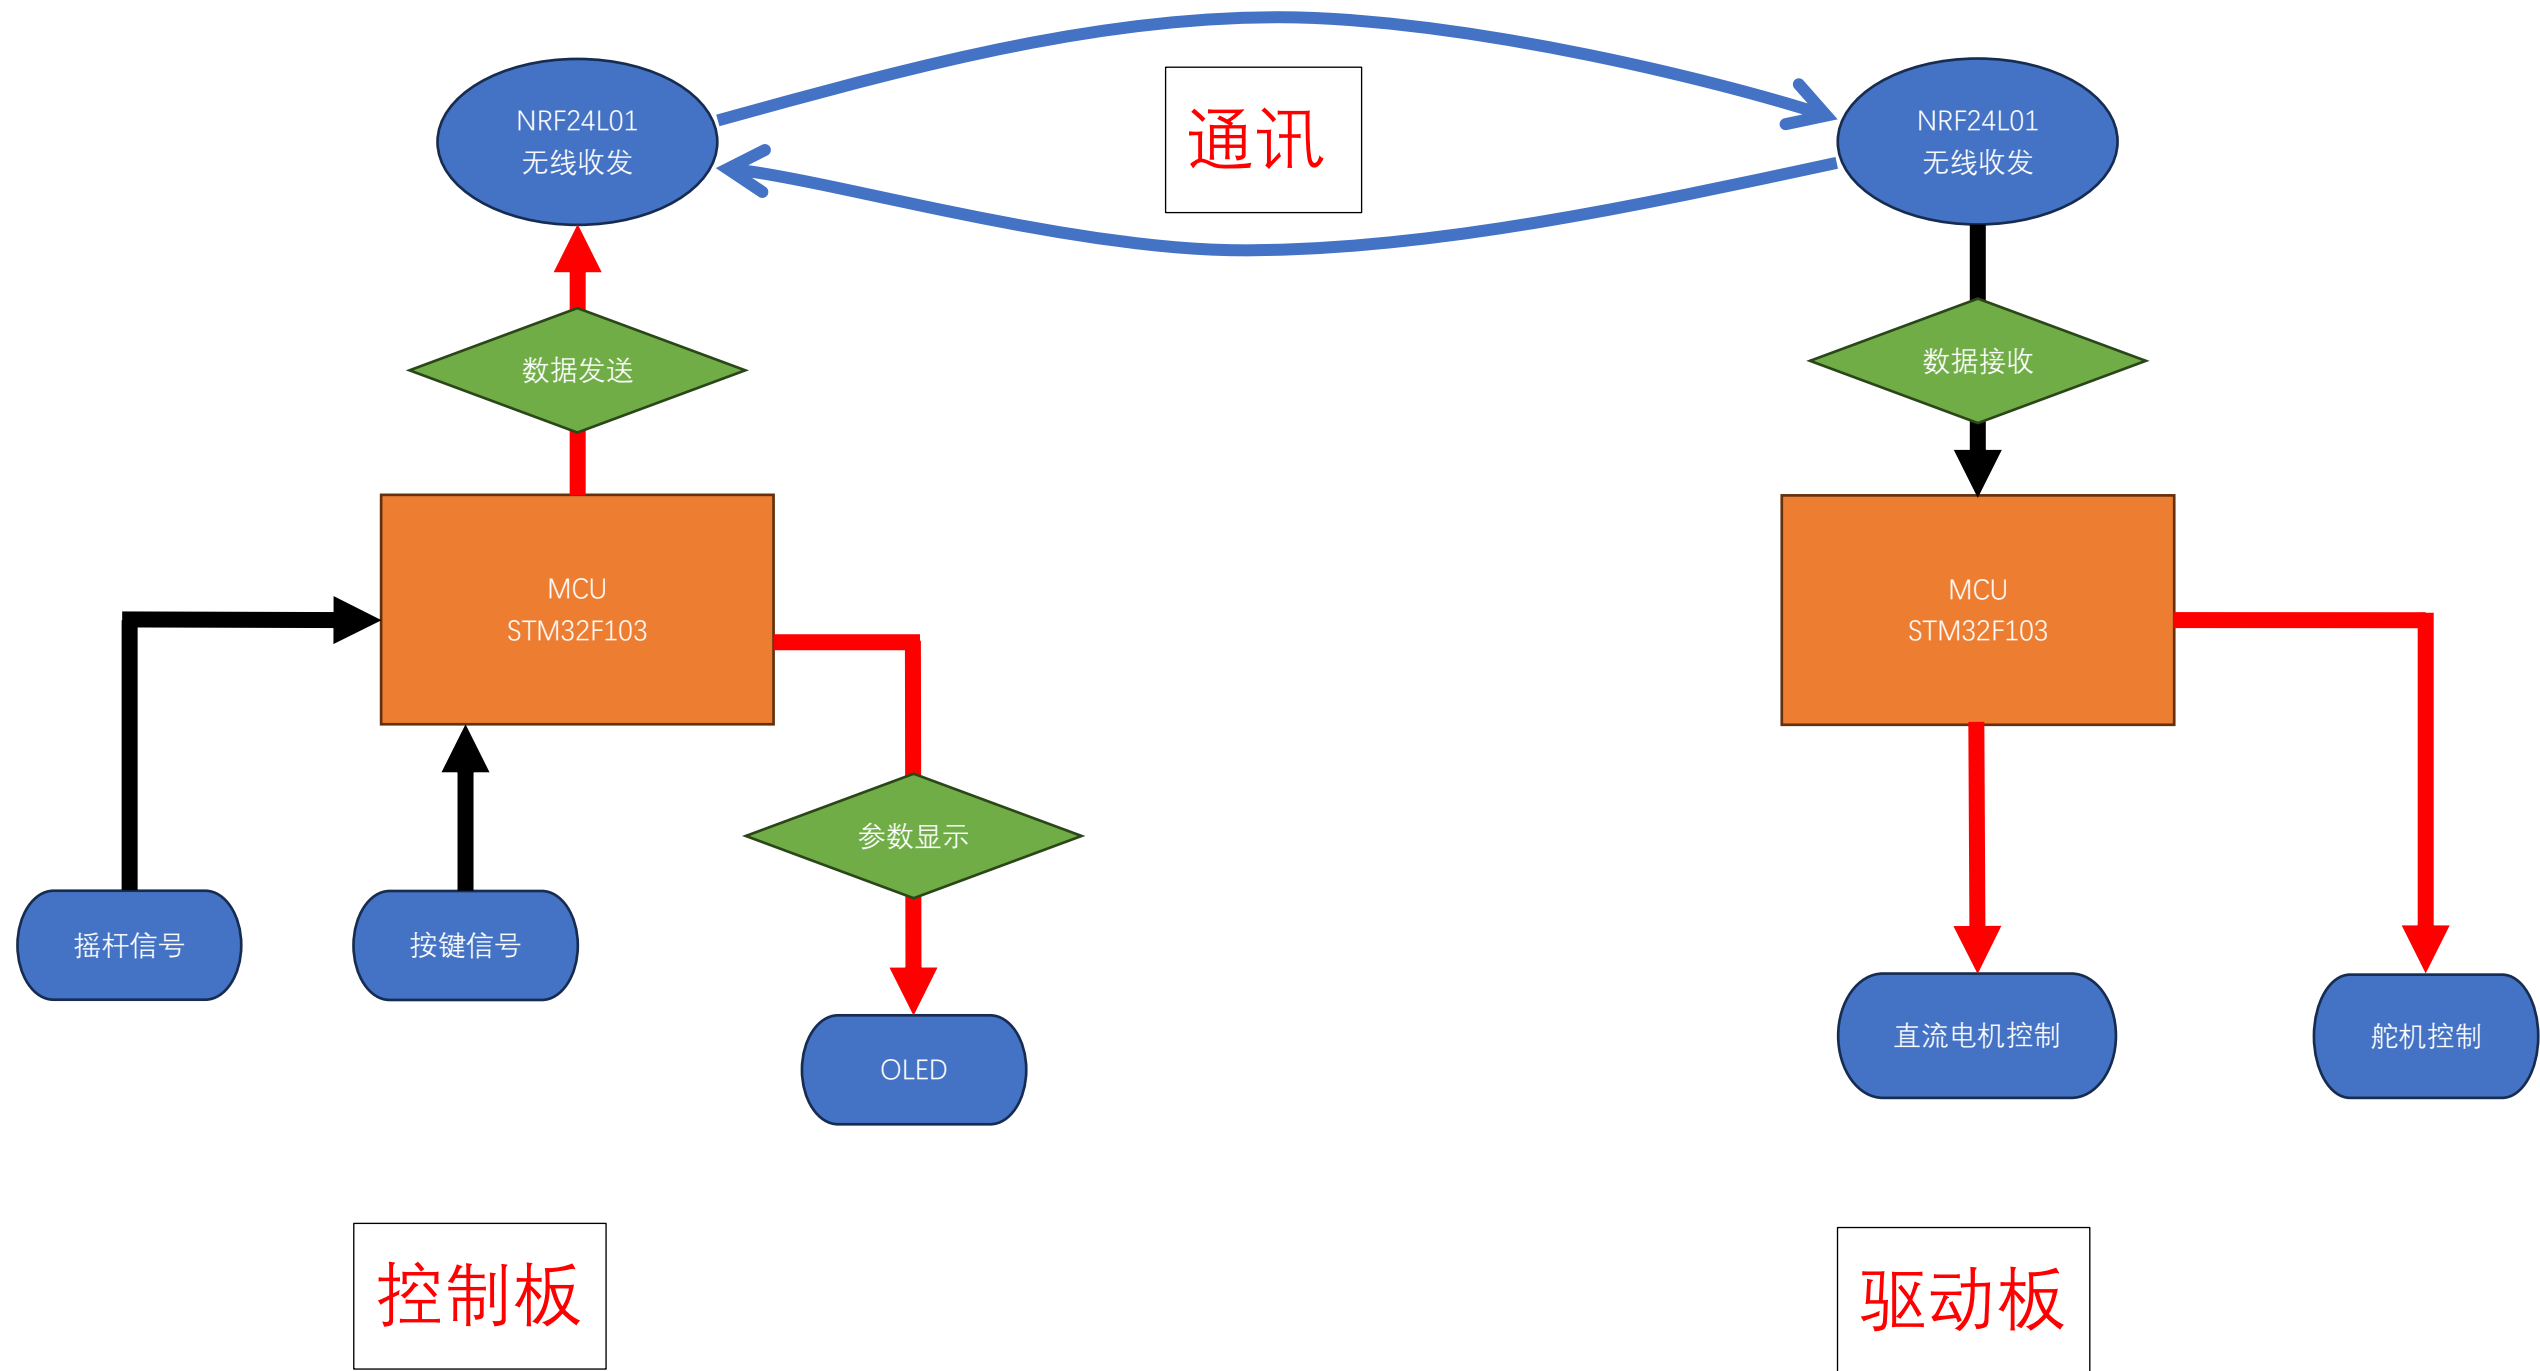 NRF24L01
无线收发
通讯
NRF24L01
无线收发
数据发送
数据接收
MCU
STM32F103
MCU
STM32F103
参数显示
摇杆信号
按键信号
OLED
直流电机控制
舵机控制
控制板
驱动板